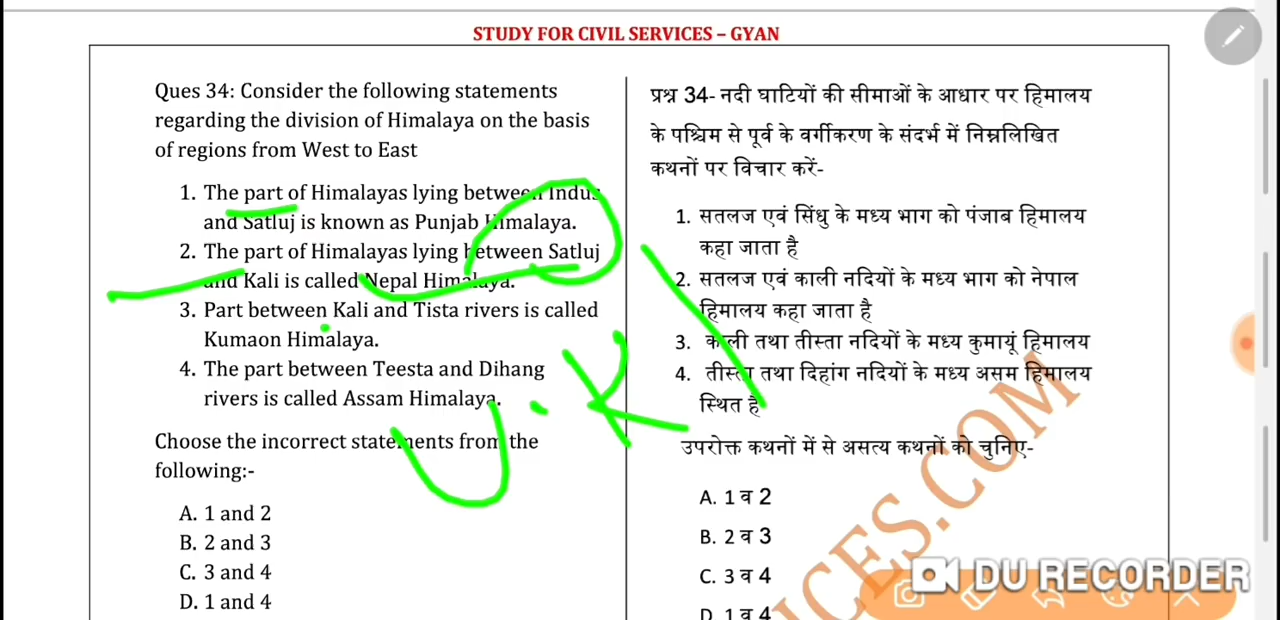 STUDY FOR CIVIL SERVICES – GYAN
Ques 34: Consider the following statements
regarding the division of Himalaya on the basis
of regions from West to East
1. The part of Himalayas lying between Indus
and Satluj is known as Punjab Himalaya.
2. The part of Himalayas lying between Satluj
and Kali is called Nepal Himalaya.
3. Part between Kali and Tista rivers is called
Kumaon Himalaya.
4. The part between Teesta and Dihang
rivers is called Assam Himalaya.
Choose the incorrect statements from the
following:-
A. 1 and 2
B. 2 and 3
C. 3 and 4
D. 1 and 4
प्रश्न 34- नदी घाटियों की सीमाओं के आधार पर हिमालय
के पश्चिम से पूर्व के वर्गीकरण के संदर्भ में निम्नलिखित
कथनों पर विचार करें-
1. सतलज एवं सिंधु के मध्य भाग को पंजाब हिमालय
कहा जाता है
2. सतलज एवं काली नदियों के मध्य भाग को नेपाल
हिमालय कहा जाता है
3. काली तथा तीस्ता नदियों के मध्य कुमायूं हिमालय
4. तीस्ता तथा दिहांग नदियों के मध्य असम हिमालय
स्थित है
उपरोक्त कथनों में से असत्य कथनों को चुनिए-
A. 1 व 2
B. 2 व 3
C. 3 व 4
D. 1 व 4
U.K
ICES.COM
DU RECORDER